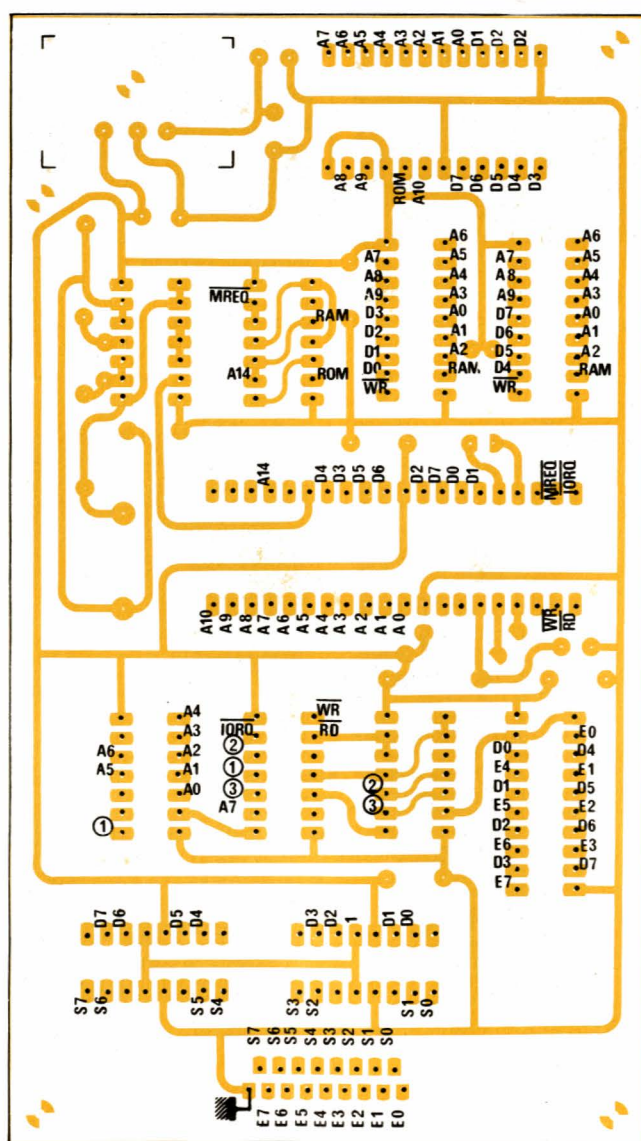 A7 A6 A5 A4 A3 A2 A1 A0 D1 D2 D2
A8 A9 ROM A10 D7 D6 D5 D4 D3
A7 A8 A9 D3 D2 D1 D0 WR
A6 A5 A4 A3 A0 A1 A2 RAM
A7 A8 A9 D7 D6 D5 D4 WR
A6 A5 A4 A3 A0 A1 A2 RAM
MREQ
A14
RAM
ROM
A14 D4 D3 D5 D6 D2 D7 D0 D1 MREQ IORQ
A10 A9 A8 A7 A6 A5 A4 A3 A2 A1 A0 WR RD
A6 A5 ①
A4 A3 A2 A1 A0
IORQ ② ① ③ A7
WR RD
② ③
D0 E4 D1 E5 D2 E6 D3 E7
E0 D4 E1 D5 E2 D6 E3 D7
D7 D6 D5 D4 D3 D2 1 D1 D0
S7 S6 S5 S4 S3 S2 S1 S0
S7 S6 S5 S4 S3 S2 S1 S0
E7 E6 E5 E4 E3 E2 E1 E0